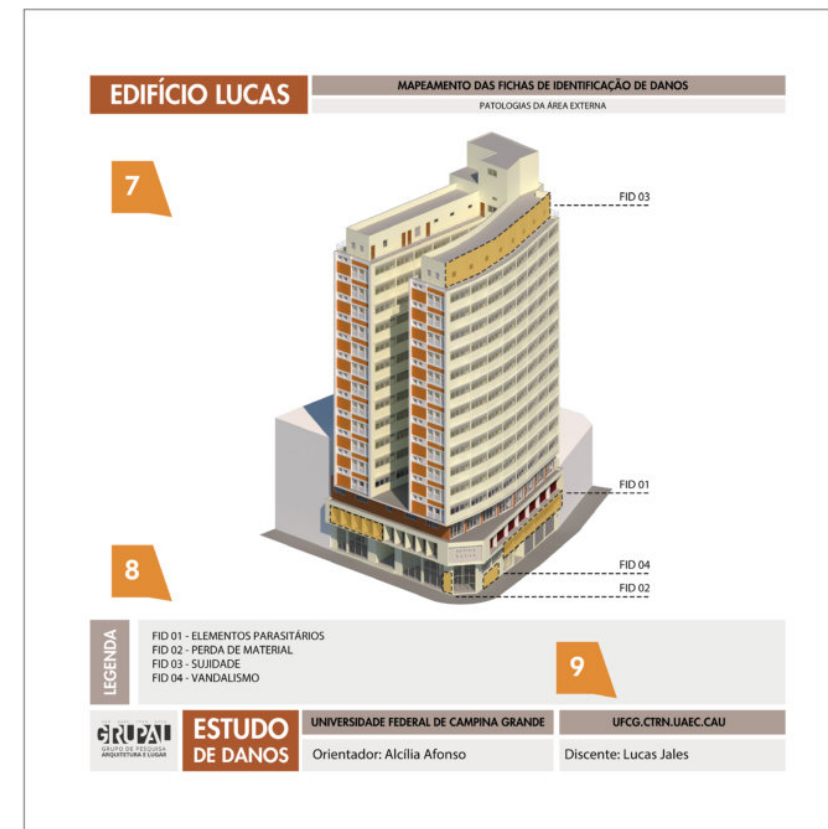 EDIFÍCIO LUCAS
MAPEAMENTO DAS FICHAS DE IDENTIFICAÇÃO DE DANOS
PATOLOGIAS DA ÁREA EXTERNA
7
FID 03
FID 01
FID 04
FID 02
8
LEGENDA
FID 01 - ELEMENTOS PARASITÁRIOS
FID 02 - PERDA DE MATERIAL
FID 03 - SUJIDADE
FID 04 - VANDALISMO
9
GRUPAL
GRUPO DE PESQUISA
ARQUITETURA E LUGAR
ESTUDO
DE DANOS
UNIVERSIDADE FEDERAL DE CAMPINA GRANDE
UFCG.CTRN.UAEC.CAU
Orientador: Alcília Afonso
Discente: Lucas Jales